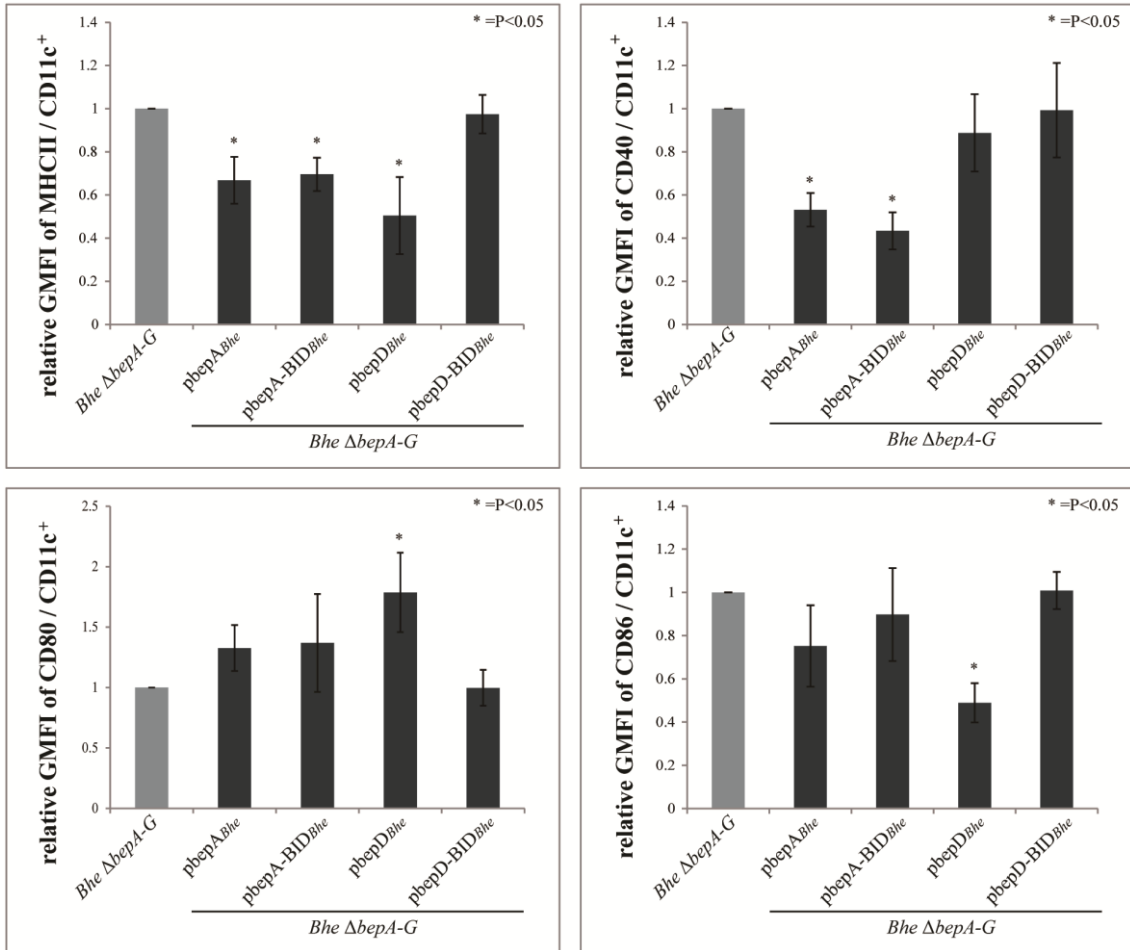 relative GMFI of MHCII / CD11c⁺
* =P<0.05
1.4
1.2
1
0.8
0.6
0.4
0.2
0
*
*
*
Bhe ΔbepA-G
pbepABhe
pbepA-BIDBhe
pbepDBhe
pbepD-BIDBhe
Bhe ΔbepA-G
relative GMFI of CD40 / CD11c⁺
* =P<0.05
1.4
1.2
1
0.8
0.6
0.4
0.2
0
*
*
Bhe ΔbepA-G
pbepABhe
pbepA-BIDBhe
pbepDBhe
pbepD-BIDBhe
Bhe ΔbepA-G
relative GMFI of CD80 / CD11c⁺
* =P<0.05
2.5
2
1.5
1
0.5
0
*
Bhe ΔbepA-G
pbepABhe
pbepA-BIDBhe
pbepDBhe
pbepD-BIDBhe
Bhe ΔbepA-G
relative GMFI of CD86 / CD11c⁺
* =P<0.05
1.4
1.2
1
0.8
0.6
0.4
0.2
0
*
Bhe ΔbepA-G
pbepABhe
pbepA-BIDBhe
pbepDBhe
pbepD-BIDBhe
Bhe ΔbepA-G